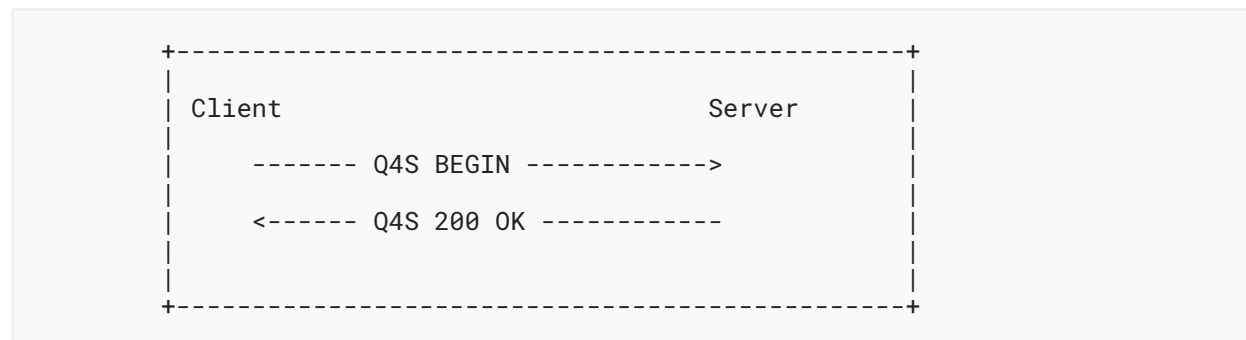 +------------------------------------------------+
| Client                            Server       |
|     ------- Q4S BEGIN ------------>            |
|     <------ Q4S 200 OK ------------            |
+------------------------------------------------+